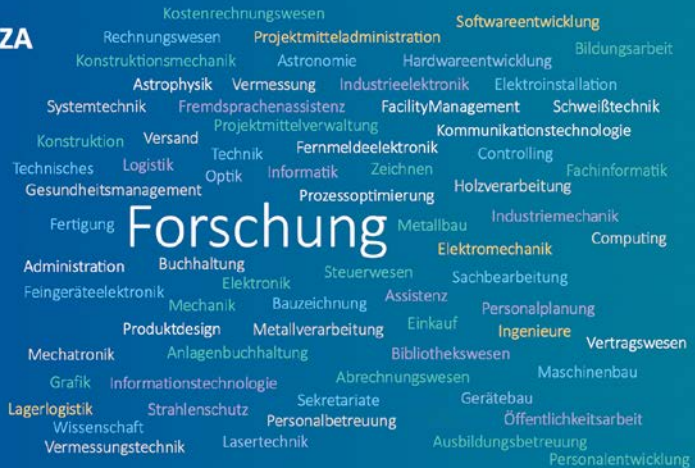 Kostenrechnungswesen
Softwareentwicklung
ZA
Rechnungswesen Projektmitteladministration
Bildungsarbeit
Konstruktionsmechanik Astronomie Hardwareentwicklung
Astrophysik Vermessung Industrieelektronik Elektroinstallation
Systemtechnik Fremdsprachenassistenz FacilityManagement Schweißtechnik
Projektmittelverwaltung Kommunikationstechnologie
Konstruktion Versand
Technik Fernmeldeelektronik Controlling
Technisches Logistik Optik Informatik Zeichnen Fachinformatik
Gesundheitsmanagement Prozessoptimierung Holzverarbeitung
Fertigung Forschung Metallbau Industriemechanik
Elektromechanik Computing
Administration Buchhaltung Steuerwesen Sachbearbeitung
Feingeräteelektronik Elektronik
Mechanik Bauzeichnung Assistenz Personalplanung
Produktdesign Metallverarbeitung Einkauf Ingenieure
Vertragswesen
Mechatronik Anlagenbuchhaltung Bibliothekswesen
Grafik Informationstechnologie Abrechnungswesen Maschinenbau
Lagerlogistik Strahlenschutz Sekretariate Gerätebau
Wissenschaft Personalbetreuung Öffentlichkeitsarbeit
Vermessungstechnik Lasertechnik Ausbildungsbetreuung
Personalentwicklung